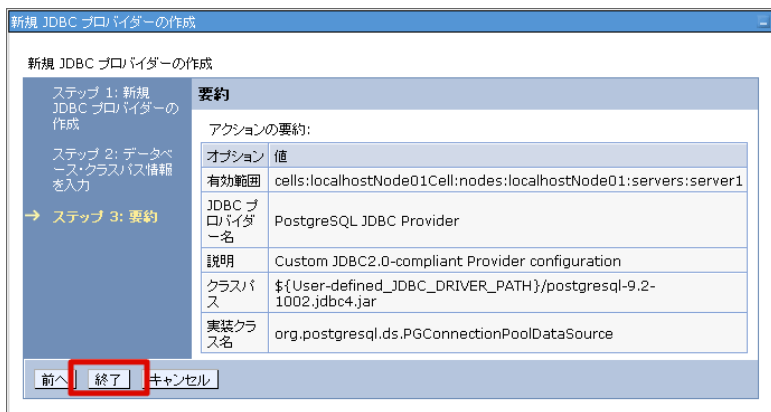 新規 JDBC プロバイダーの作成
新規 JDBC プロバイダーの作成
ステップ 1: 新規
JDBC プロバイダーの
作成
ステップ 2: データベ
ース・クラスパス情報
を入力
ステップ 3: 要約
要約
アクションの要約:
オプション 値
有効範囲 cells:localhostNode01Cell:nodes:localhostNode01:servers:server1
JDBC プ
ロバイダ
ー名
PostgreSQL JDBC Provider
説明 Custom JDBC2.0-compliant Provider configuration
クラスパ
ス
${User-defined_JDBC_DRIVER_PATH}/postgresql-9.2-
1002.jdbc4.jar
実装クラ
ス名
org.postgresql.ds.PGConnectionPoolDataSource
前へ 終了 キャンセル